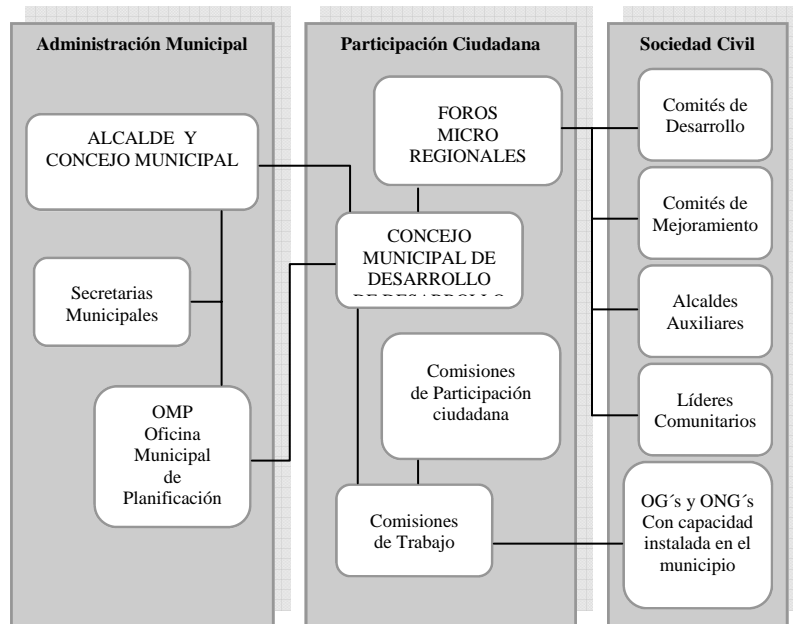 Administración Municipal
ALCALDE Y
CONCEJO MUNICIPAL
Secretarias
Municipales
OMP
Oficina
Municipal
de
Planificación
Participación Ciudadana
FOROS
MICRO
REGIONALES
CONCEJO
MUNICIPAL DE
DESARROLLO
DE DESARROLLO
Comisiones
de Participación
ciudadana
Comisiones
de Trabajo
Sociedad Civil
Comités de
Desarrollo
Comités de
Mejoramiento
Alcaldes
Auxiliares
Líderes
Comunitarios
OG´s y ONG´s
Con capacidad
instalada en el
municipio